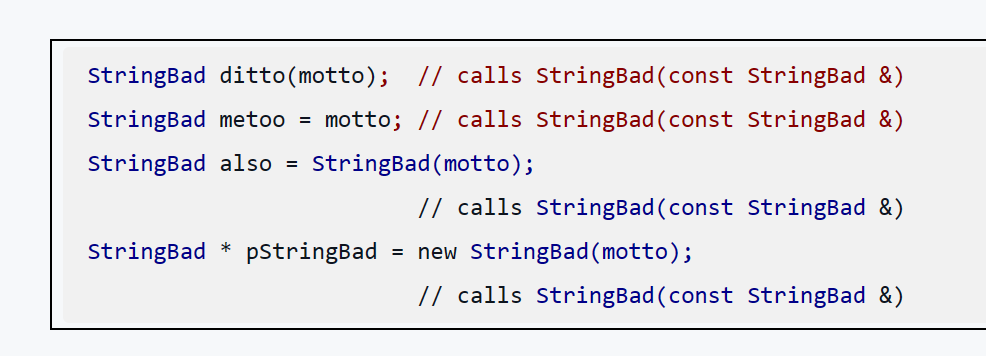 StringBad ditto(motto);  // calls StringBad(const StringBad &)
StringBad metoo = motto; // calls StringBad(const StringBad &)
StringBad also = StringBad(motto);
// calls StringBad(const StringBad &)
StringBad * pStringBad = new StringBad(motto);
// calls StringBad(const StringBad &)